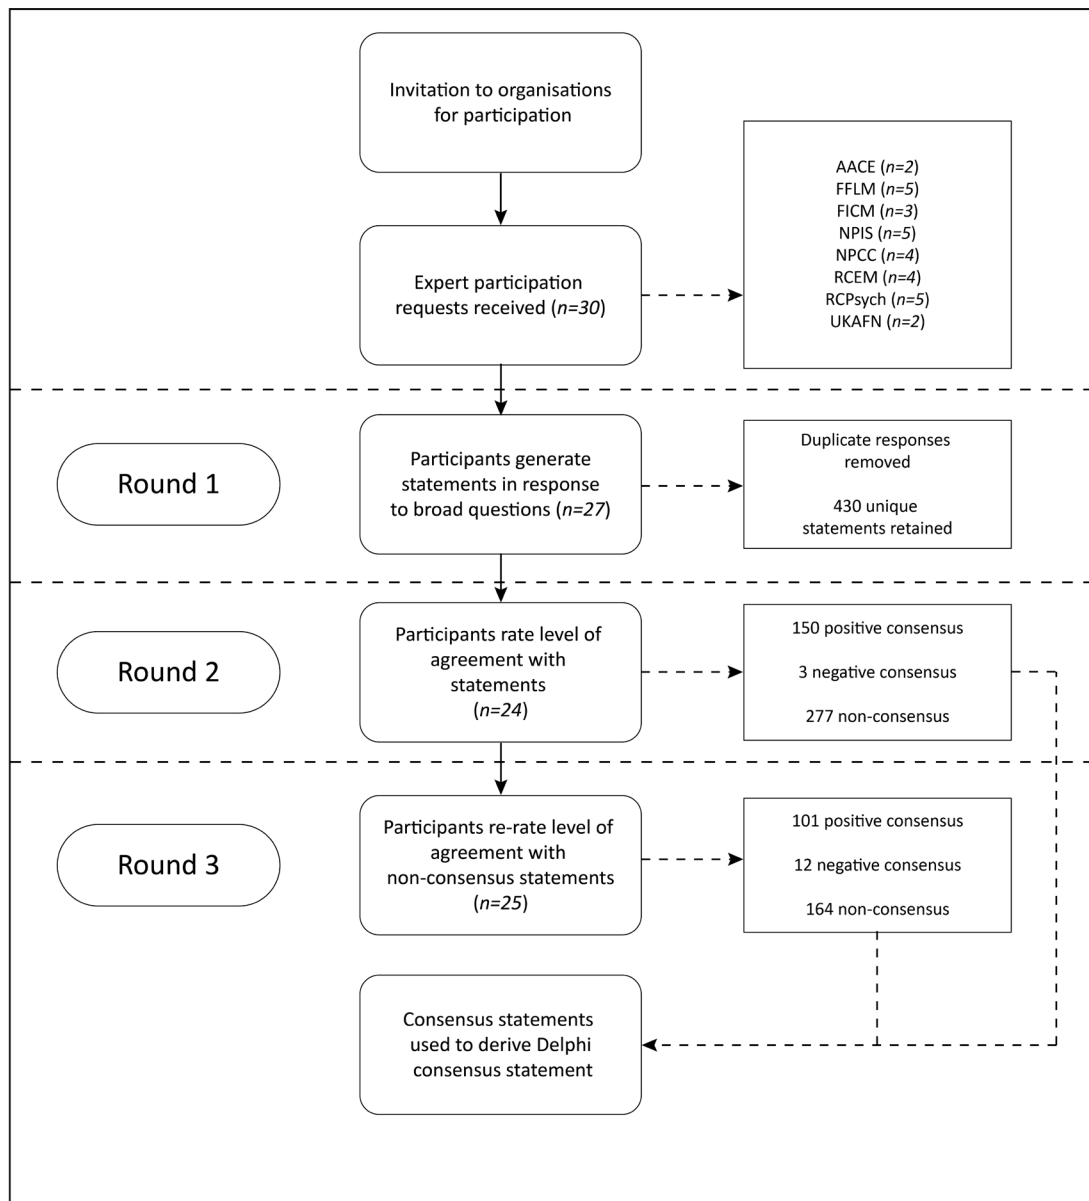 Invitation to organisations
for participation
Expert participation
requests received (n=30)
AACE (n=2)
FFLM (n=5)
FICM (n=3)
NPIS (n=5)
NPCC (n=4)
RCEM (n=4)
RCPsych (n=5)
UKAFN (n=2)
Round 1
Participants generate
statements in response
to broad questions (n=27)
Duplicate responses
removed
430 unique
statements retained
Round 2
Participants rate level of
agreement with
statements
(n=24)
150 positive consensus
3 negative consensus
277 non-consensus
Round 3
Participants re-rate level of
agreement with
non-consensus statements
(n=25)
101 positive consensus
12 negative consensus
164 non-consensus
Consensus statements
used to derive Delphi
consensus statement